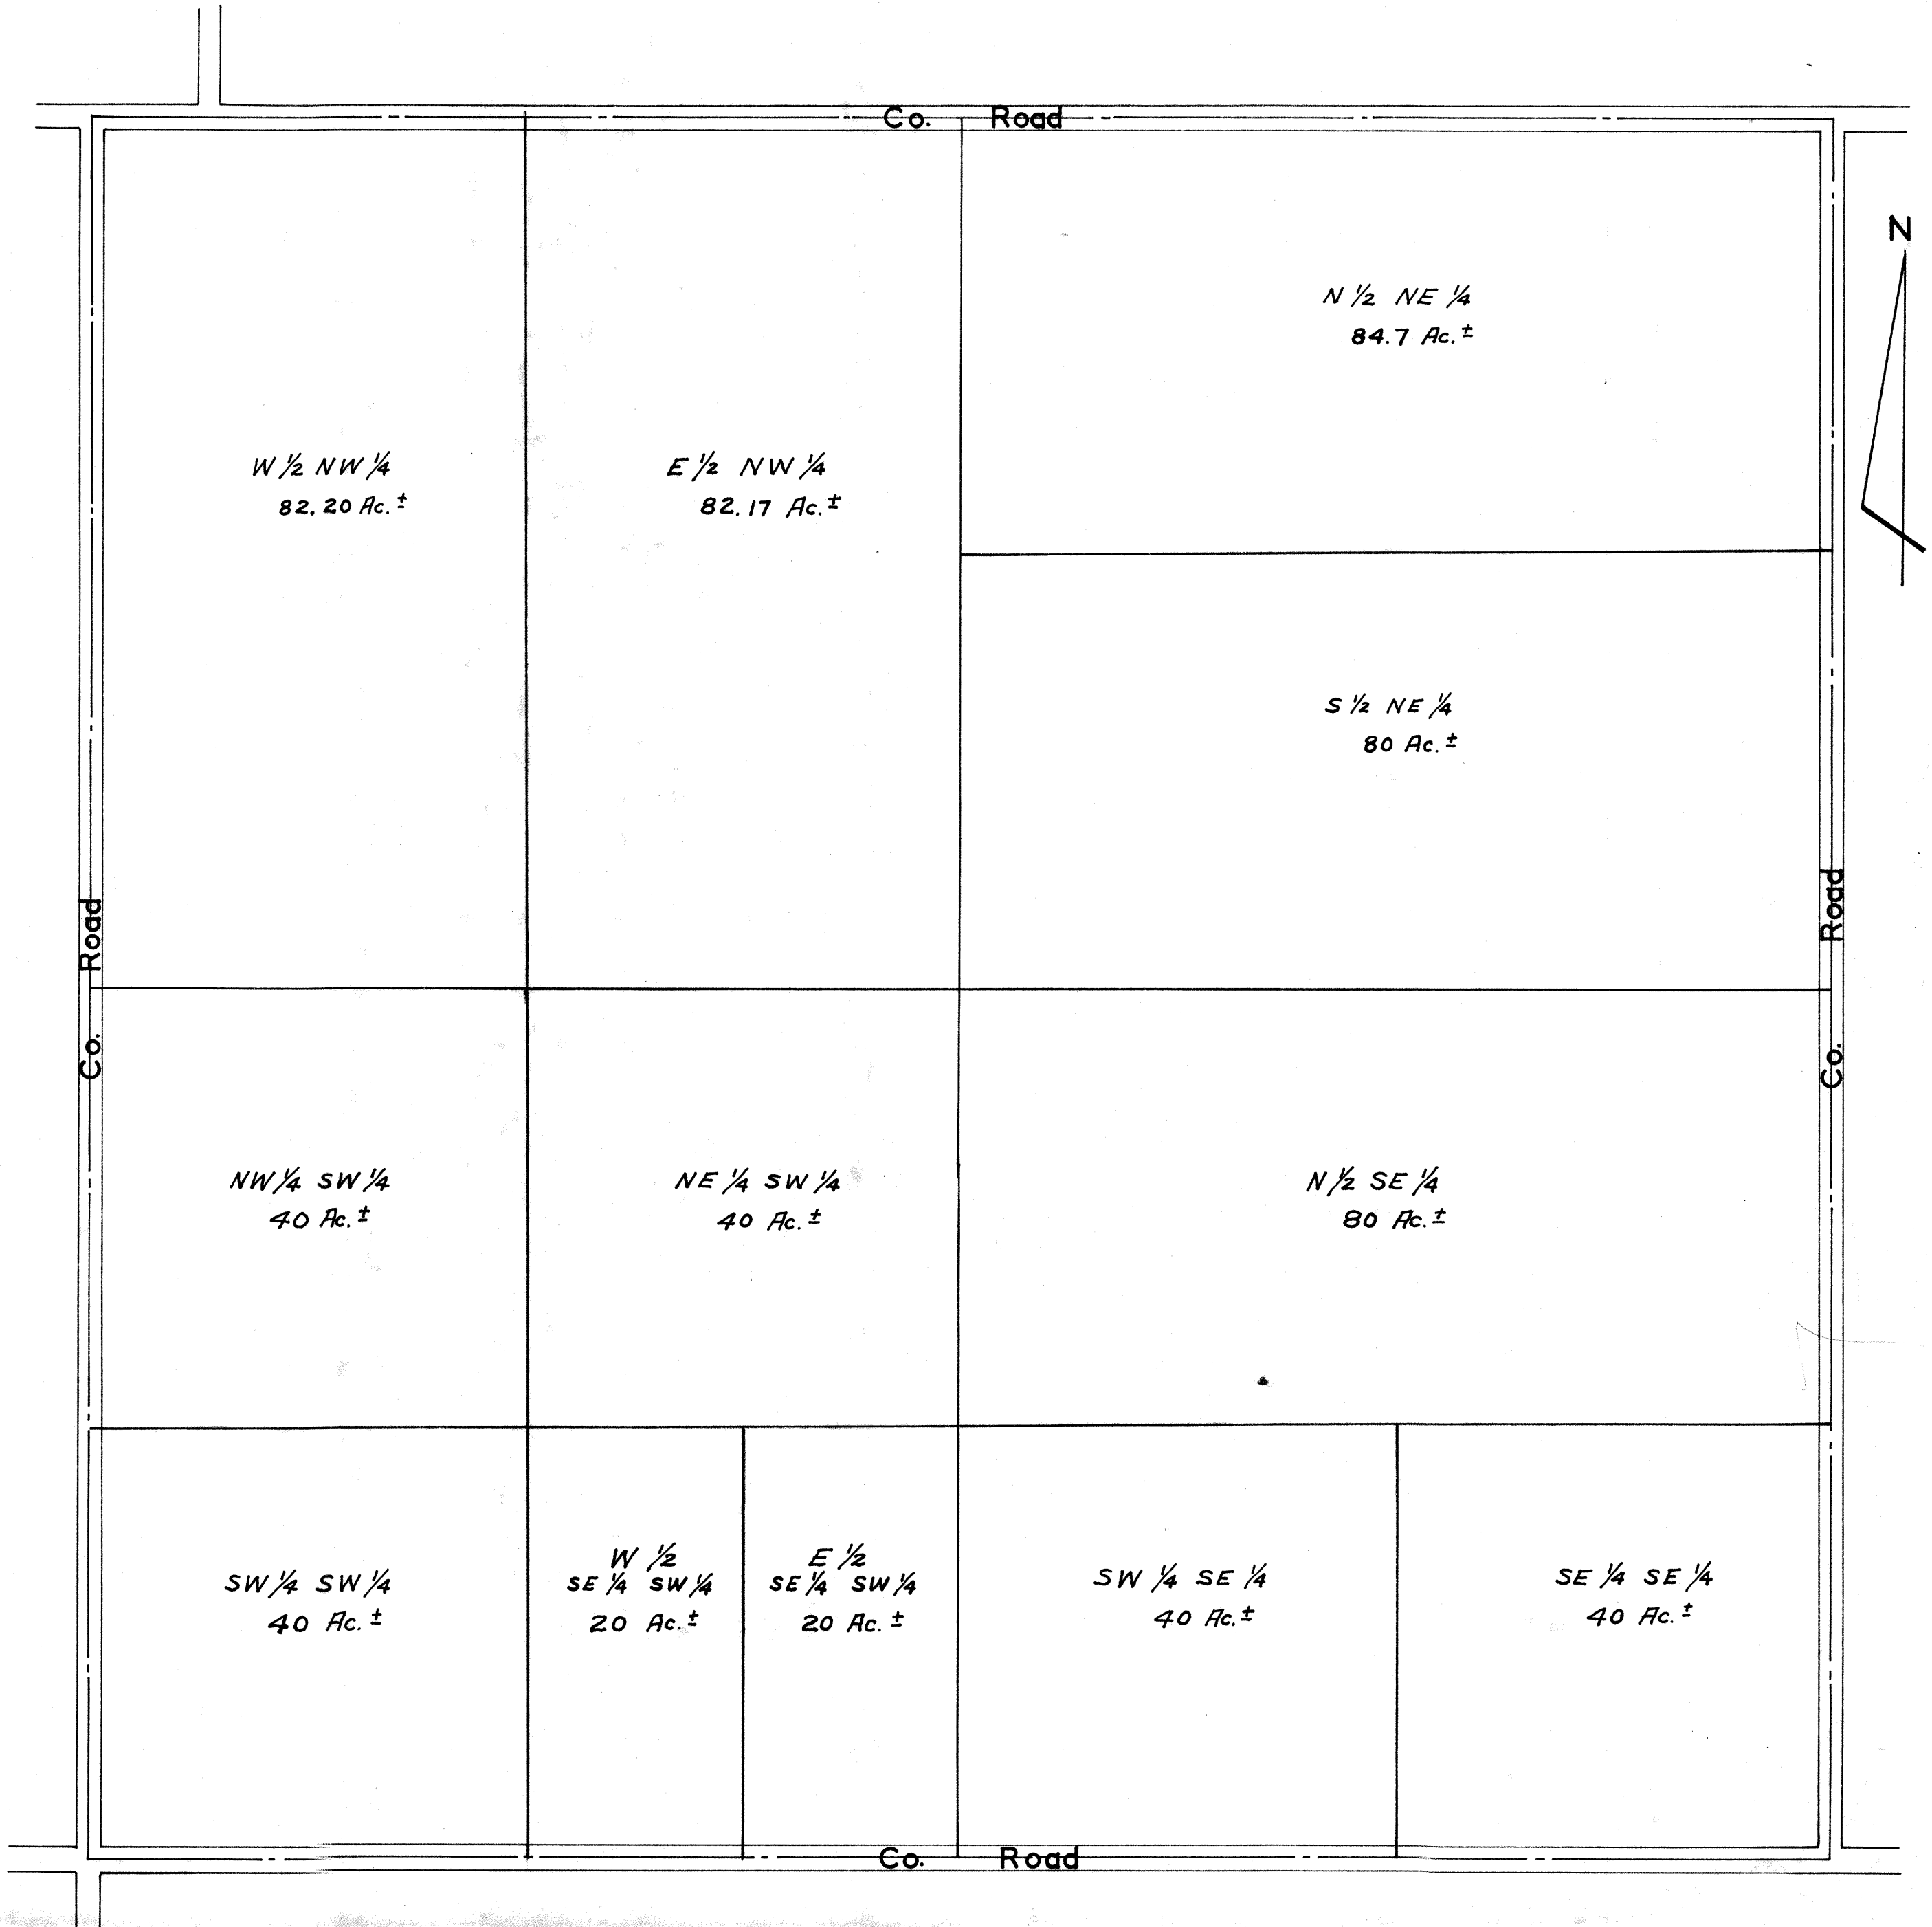 Co. Road
N
N 1/2 NE 1/4
84.7 Ac.±
W 1/2 NW 1/4
82.20 Ac.±
E 1/2 NW 1/4
82.17 Ac.±
S 1/2 NE 1/4
80 Ac.±
Co. Road
Co. Road
NW 1/4 SW 1/4
40 Ac.±
NE 1/4 SW 1/4
40 Ac.±
N 1/2 SE 1/4
80 Ac.±
SW 1/4 SW 1/4
40 Ac.±
W 1/2
SE 1/4 SW 1/4
20 Ac.±
E 1/2
SE 1/4 SW 1/4
20 Ac.±
SW 1/4 SE 1/4
40 Ac.±
SE 1/4 SE 1/4
40 Ac.±
Co. Road